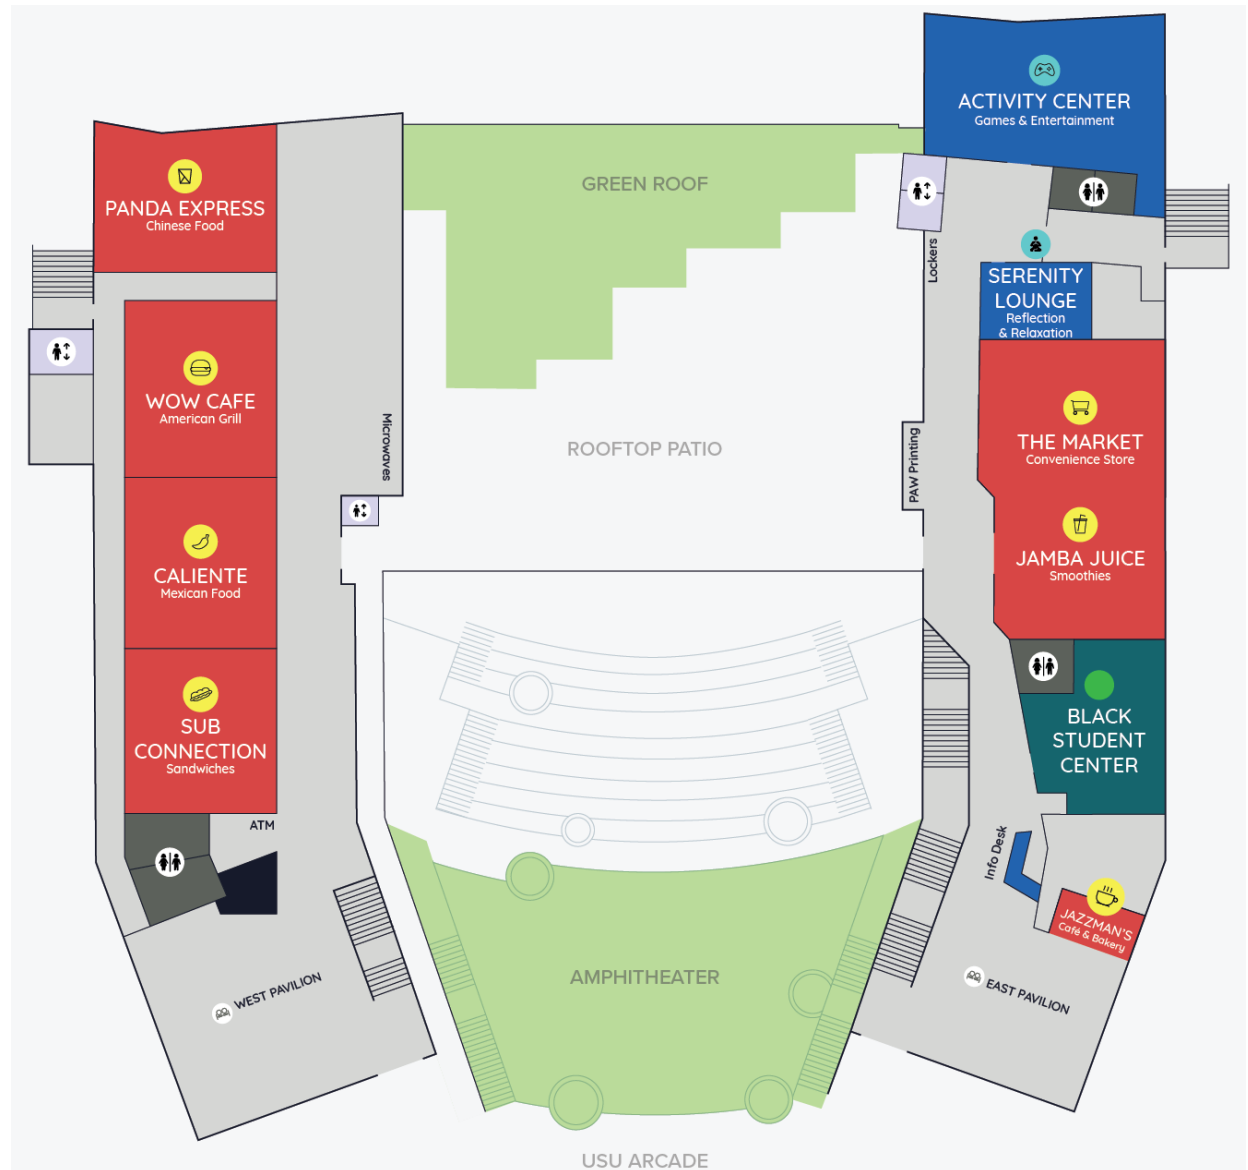 ACTIVITY CENTER
Games & Entertainment
GREEN ROOF
PANDA EXPRESS
Chinese Food
Lockers
SERENITY
LOUNGE
Reflection
& Relaxation
WOW CAFE
American Grill
Microwaves
ROOFTOP PATIO
PAW Printing
THE MARKET
Convenience Store
CALIENTE
Mexican Food
JAMBA JUICE
Smoothies
SUB
CONNECTION
Sandwiches
BLACK
STUDENT
CENTER
ATM
Info Desk
JAZZMAN'S
Café & Bakery
WEST PAVILION
AMPHITHEATER
EAST PAVILION
USU ARCADE